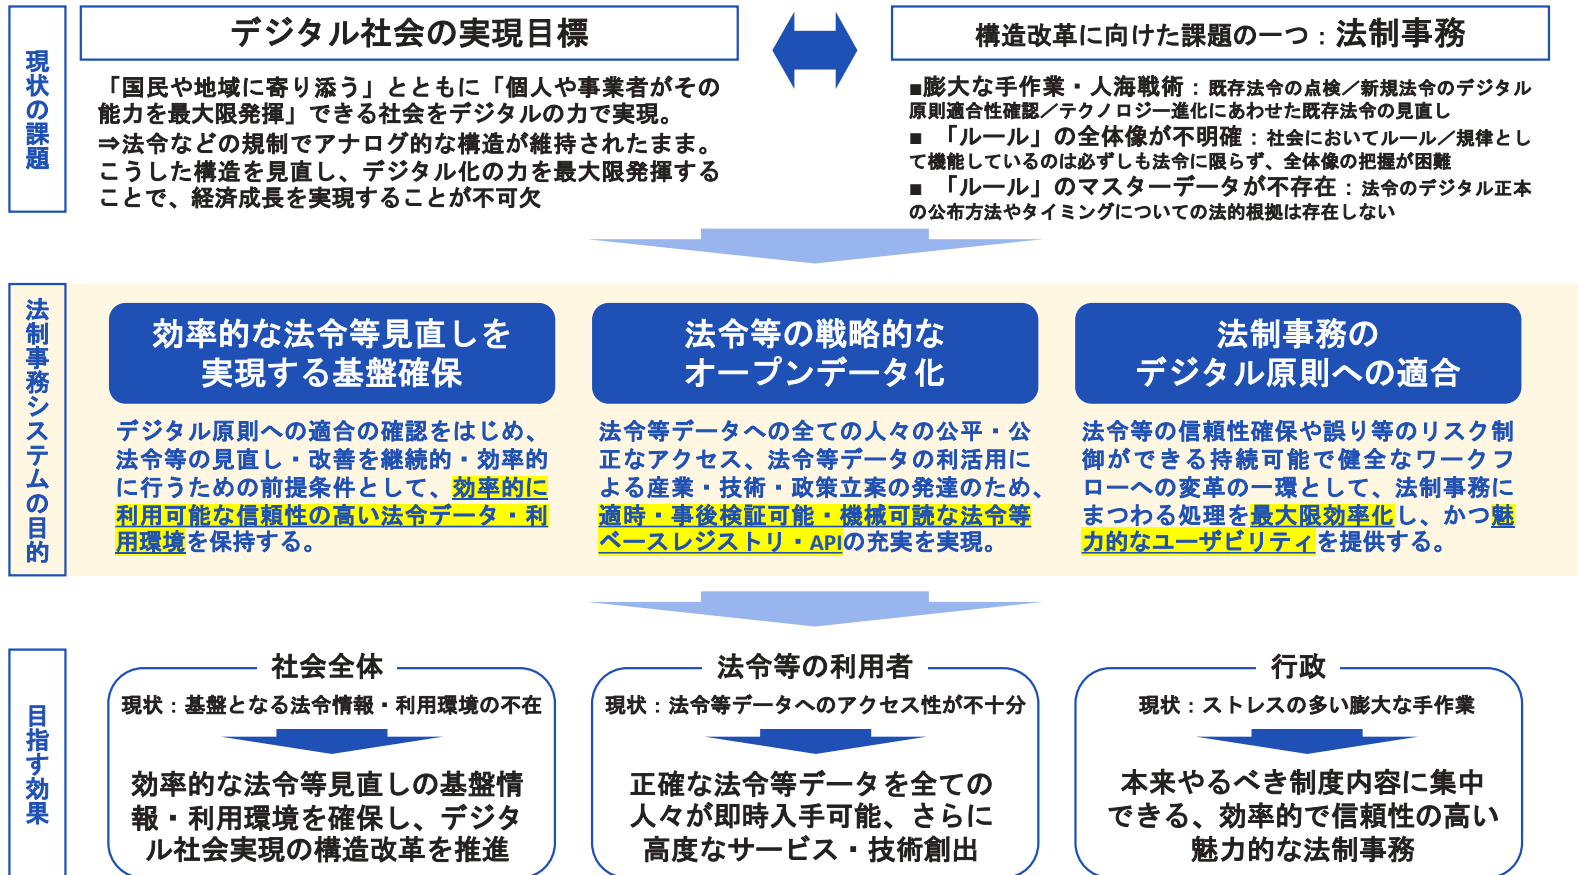 現状の課題
デジタル社会の実現目標
「国民や地域に寄り添う」とともに「個人や事業者がその
能力を最大限発揮」できる社会をデジタルの力で実現。
⇒法令などの規制でアナログ的な構造が維持されたまま。
こうした構造を見直し、デジタル化の力を最大限発揮する
ことで、経済成長を実現することが不可欠
構造改革に向けた課題の一つ：法制事務
■膨大な手作業・人海戦術：既存法令の点検／新規法令のデジタル
原則適合性確認／テクノロジー進化にあわせた既存法令の見直し
■ 「ルール」の全体像が不明確：社会においてルール／規律とし
て機能しているのは必ずしも法令に限らず、全体像の把握が困難
■ 「ルール」のマスターデータが不存在：法令のデジタル正本
の公布方法やタイミングについての法的根拠は存在しない
法制事務システムの目的
効率的な法令等見直しを
実現する基盤確保
デジタル原則への適合の確認をはじめ、
法令等の見直し・改善を継続的・効率的
に行うための前提条件として、効率的に
利用可能な信頼性の高い法令データ・利
用環境を保持する。
法令等の戦略的な
オープンデータ化
法令等データへの全ての人々の公平・公
正なアクセス、法令等データの利活用に
よる産業・技術・政策立案の発達のため、
適時・事後検証可能・機械可読な法令等
ベースレジストリ・APIの充実を実現。
法制事務の
デジタル原則への適合
法令等の信頼性確保や誤り等のリスク制
御ができる持続可能で健全なワークフ
ローへの変革の一環として、法制事務に
まつわる処理を最大限効率化し、かつ魅
力的なユーザビリティを提供する。
目指す効果
社会全体
現状：基盤となる法令情報・利用環境の不在
効率的な法令等見直しの基盤情
報・利用環境を確保し、デジタ
ル社会実現の構造改革を推進
法令等の利用者
現状：法令等データへのアクセス性が不十分
正確な法令等データを全ての
人々が即時入手可能、さらに
高度なサービス・技術創出
行政
現状：ストレスの多い膨大な手作業
本来やるべき制度内容に集中
できる、効率的で信頼性の高い
魅力的な法制事務